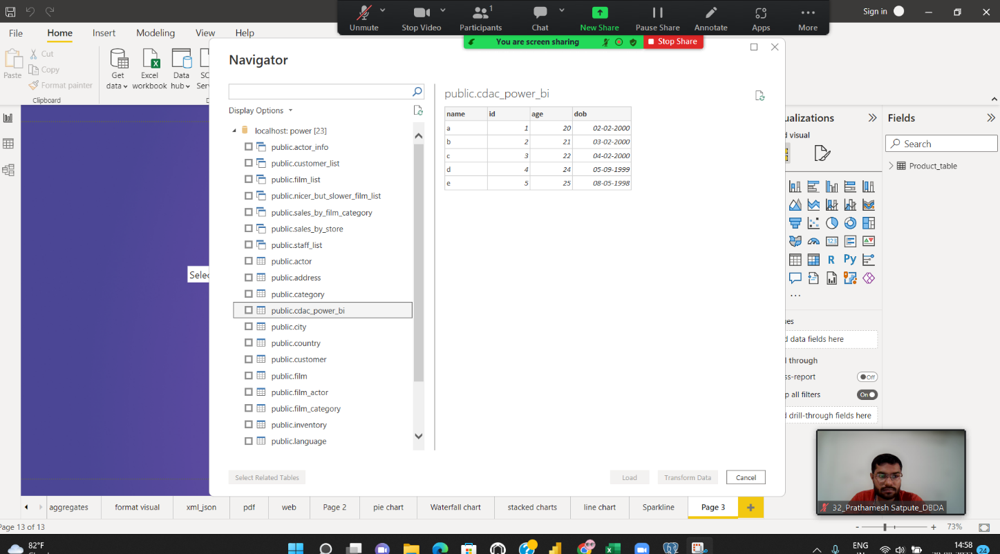 Unmute
Stop Video
1
Participants
Chat
New Share
Pause Share
Annotate
Apps
More
Sign in
You are screen sharing
Stop Share
File
Home
Insert
Modeling
View
Help
Paste
Cut
Copy
Format painter
Clipboard
Get data
Excel workbook
Data hub
Navigator
Display Options
localhost: power [23]
public.actor_info
public.customer_list
public.film_list
public.nicer_but_slower_film_list
public.sales_by_film_category
public.sales_by_store
public.staff_list
public.actor
public.address
public.category
public.cdac_power_bi
public.city
public.country
public.customer
public.film
public.film_actor
public.film_category
public.inventory
public.language
public.cdac_power_bi
name id age dob
a 1 20 02-02-2000
b 2 21 03-02-2000
c 3 22 04-02-2000
d 4 24 05-09-1999
e 5 25 08-05-1998
Select Related Tables
Load
Transform Data
Cancel
Selec
ualizations
d visual
123
R
Py
...
ues
d data fields here
l through
ss-report
Off
p all filters
On
d drill-through fields here
Fields
Search
Product_table
32_Prathamesh Satpute_DBDA
aggregates
format visual
xml_json
pdf
web
Page 2
pie chart
Waterfall chart
stacked charts
line chart
Sparkline
Page 3
+
Page 13 of 13
- + 73%
82°F
ENG
14:58
24